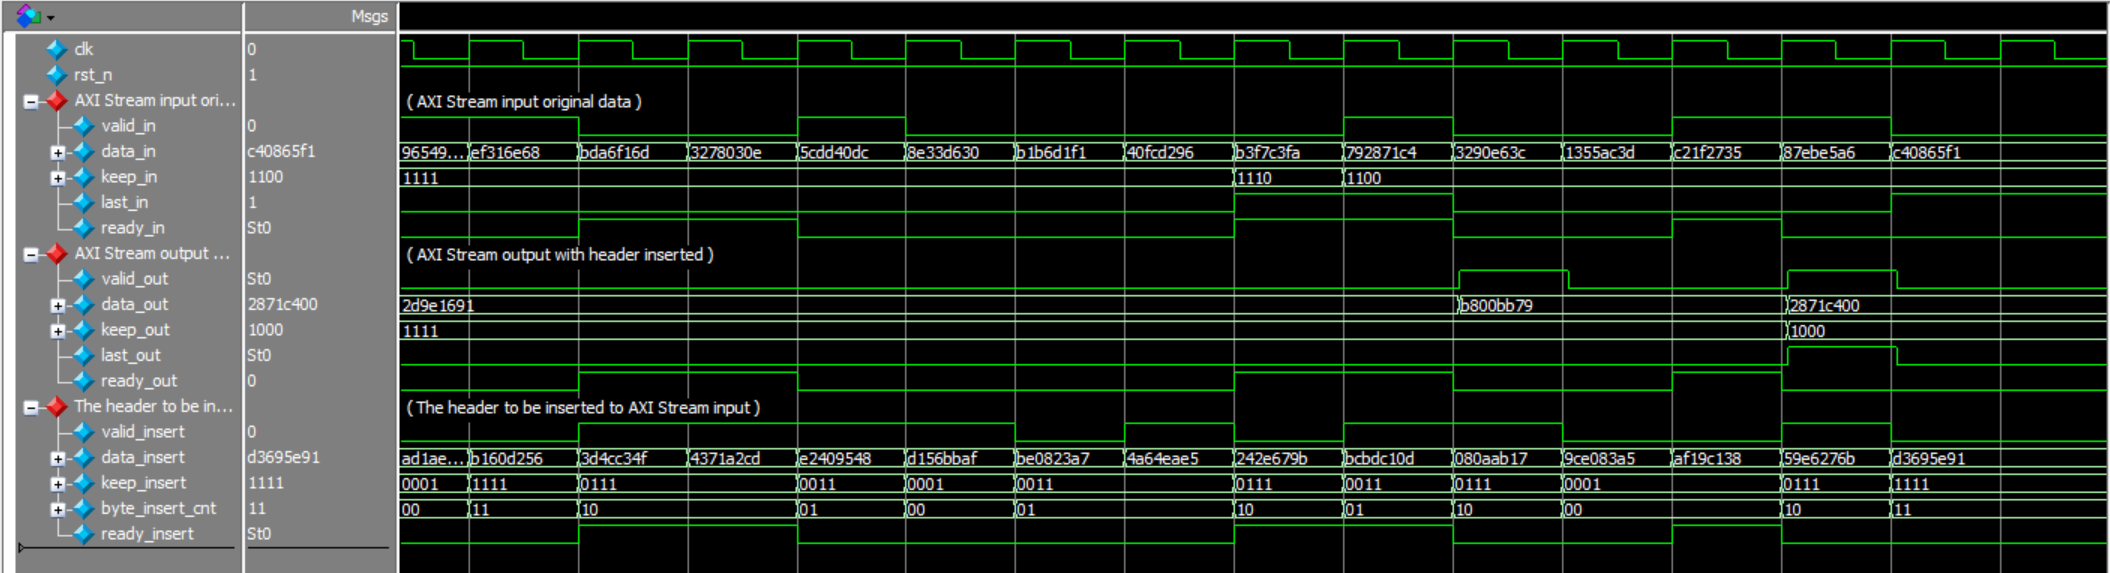 Msgs
clk 0
rst_n 1
AXI Stream input ori... ( AXI Stream input original data )
valid_in 0
data_in c40865f1 96549... ef316e68 bda6f16d 3278030e 5cdd40dc 8e33d630 b1b6d1f1 40fcd296 b3f7c3fa 792871c4 3290e63c 1355ac3d c21f2735 87ebe5a6 c40865f1
keep_in 1100 1111 1110 1100
last_in 1
ready_in St0
AXI Stream output ... ( AXI Stream output with header inserted )
valid_out St0
data_out 2871c400 2d9e1691 b800bb79 2871c400
keep_out 1000 1111 1000
last_out St0
ready_out 0
The header to be in... ( The header to be inserted to AXI Stream input )
valid_insert 0
data_insert d3695e91 ad1ae... b160d256 3d4cc34f 4371a2cd e2409548 d156bbaf be0823a7 4a64eae5 242e679b bcbdc10d 080aab17 9ce083a5 af19c138 59e6276b d3695e91
keep_insert 1111 0001 1111 0111 0011 0001 0011 0111 0011 0111 0001 0111 1111
byte_insert_cnt 11 00 11 10 01 00 01 10 01 10 00 10 11
ready_insert St0